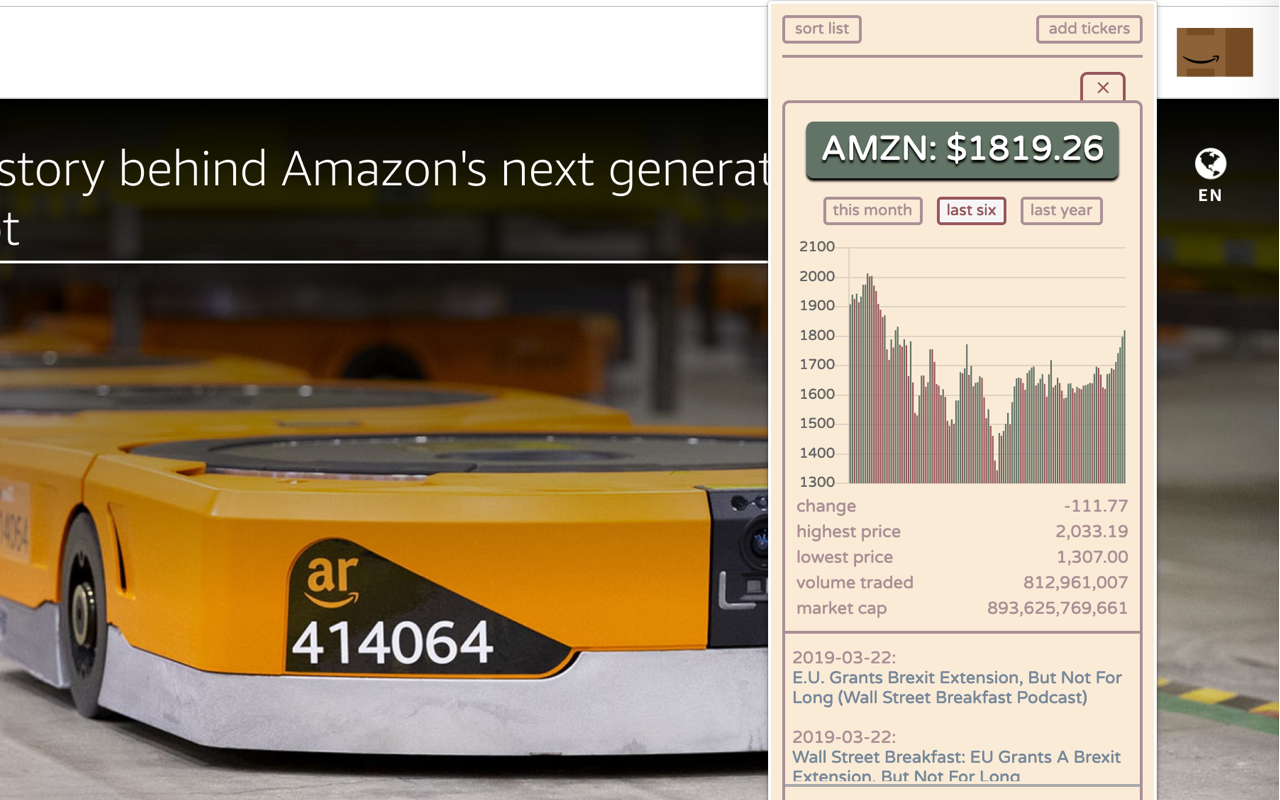 sort list
add tickers
×
story behind Amazon's next generat
t
EN
AMZN: $1819.26
this month
last six
last year
2100
2000
1900
1800
1700
1600
1500
1400
1300
change -111.77
highest price 2,033.19
lowest price 1,307.00
volume traded 812,961,007
market cap 893,625,769,661
2019-03-22:
E.U. Grants Brexit Extension, But Not For
Long (Wall Street Breakfast Podcast)
2019-03-22:
Wall Street Breakfast: EU Grants A Brexit
Extension, But Not For Long
ar
414064